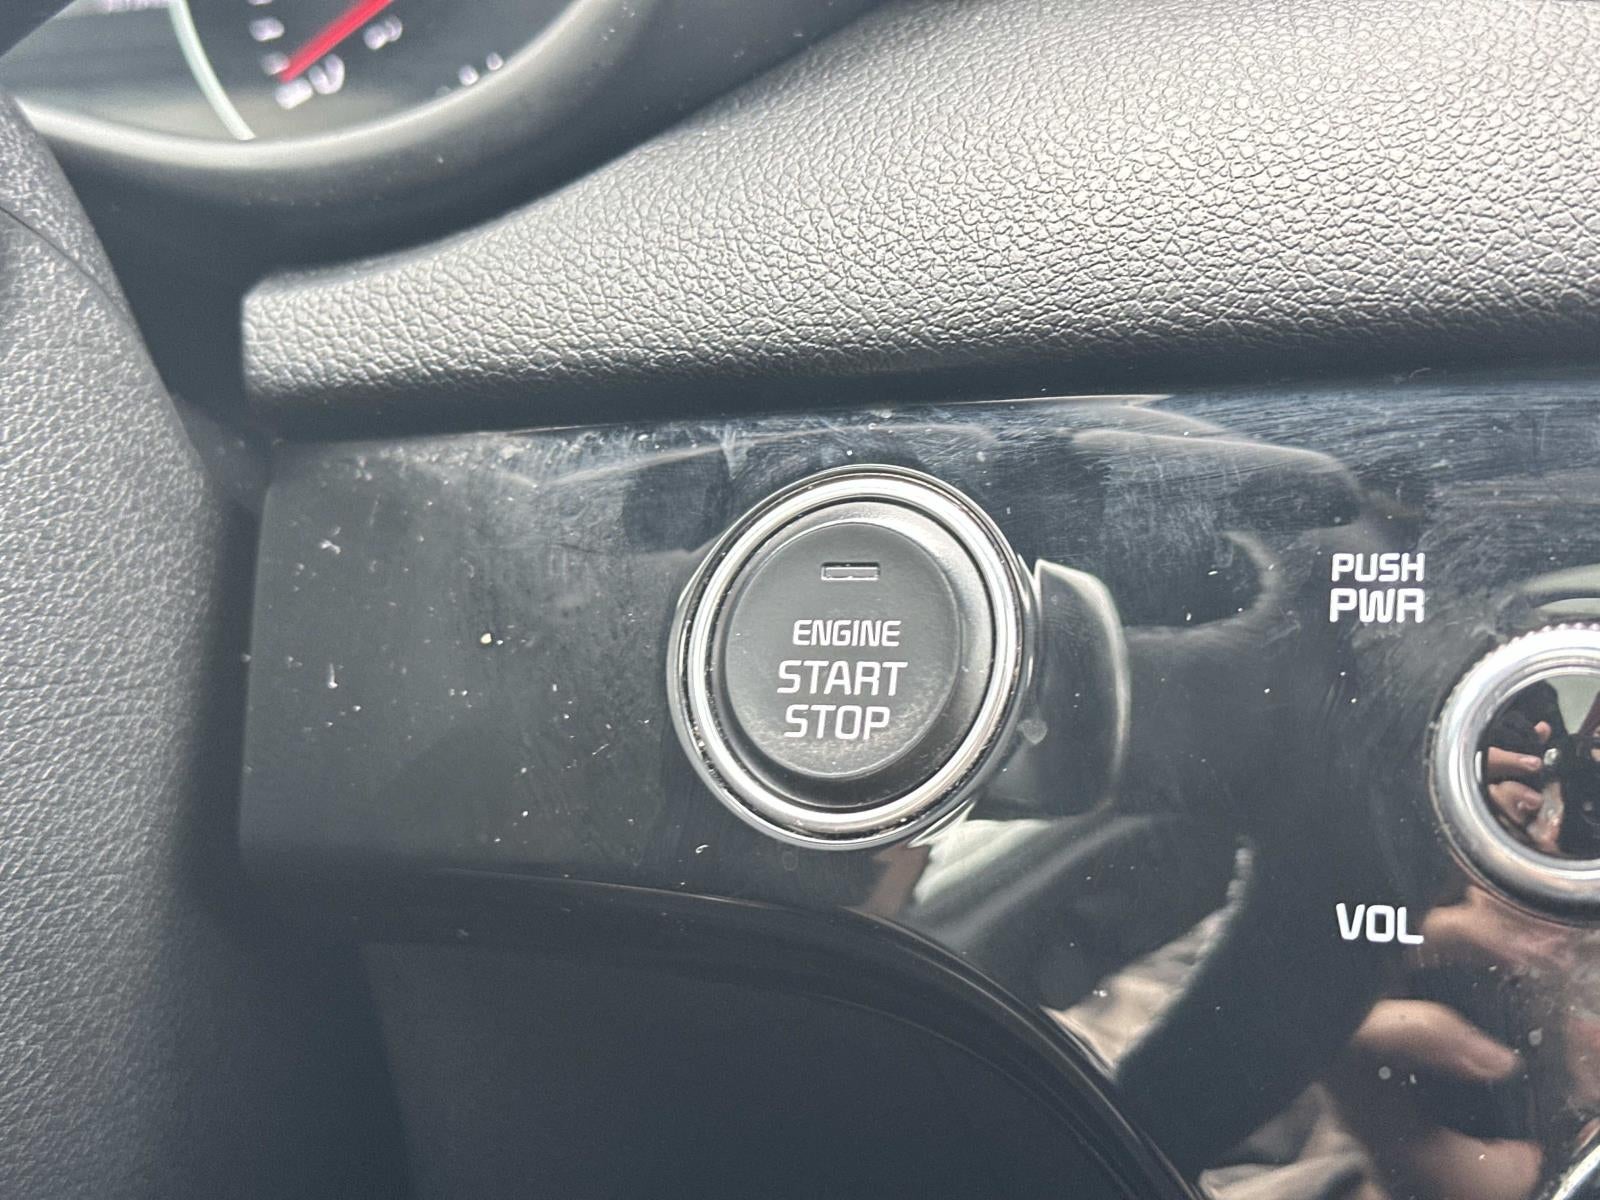 ENGINE
START
STOP
PUSH
PWR
VOL